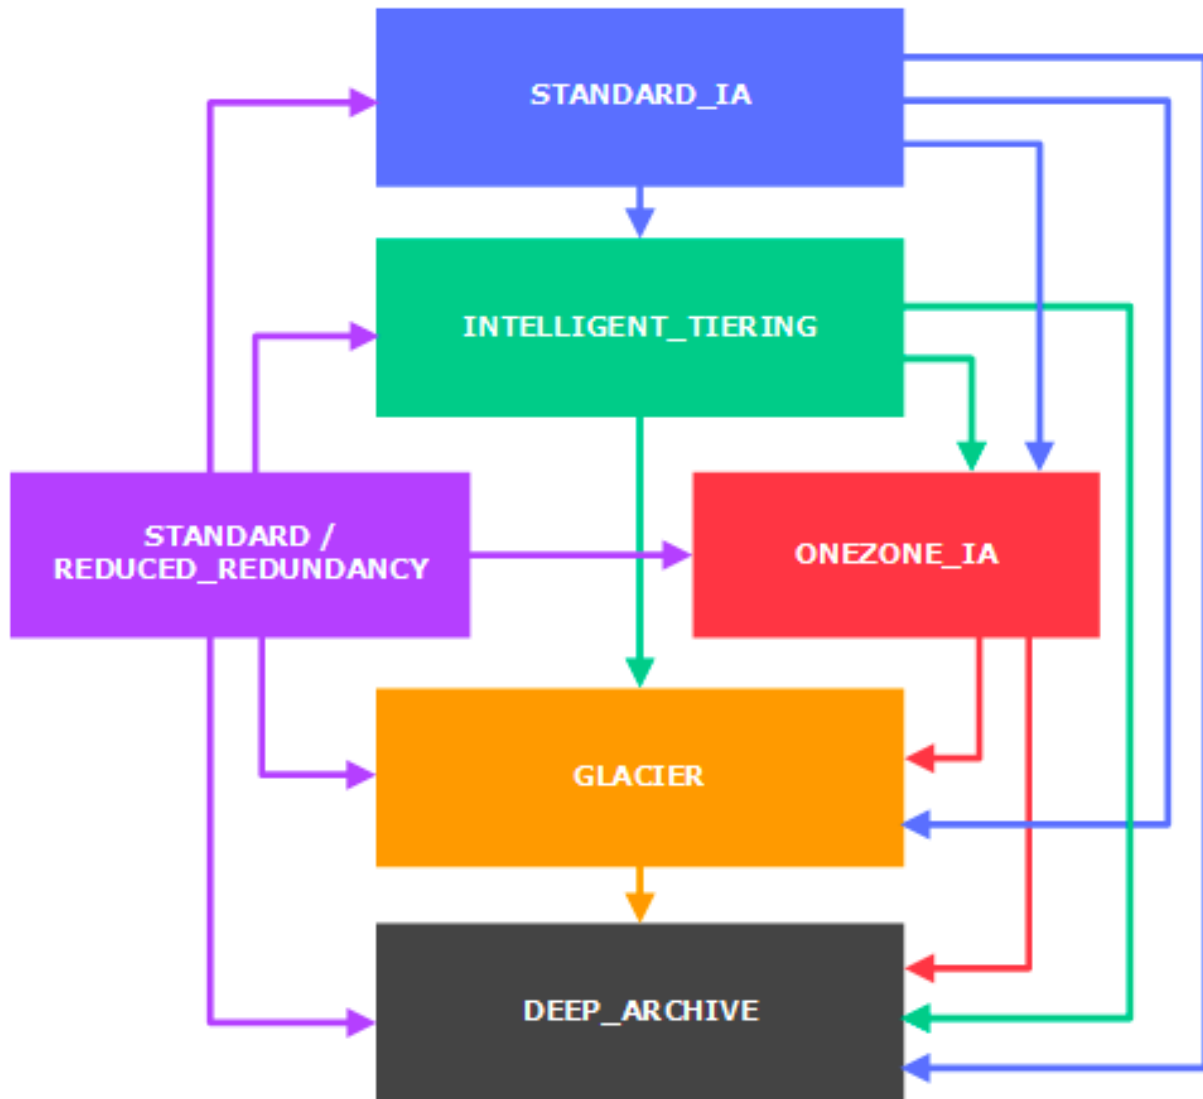 STANDARD_IA
INTELLIGENT_TIERING
STANDARD /
REDUCED_REDUNDANCY
ONEZONE_IA
GLACIER
DEEP_ARCHIVE